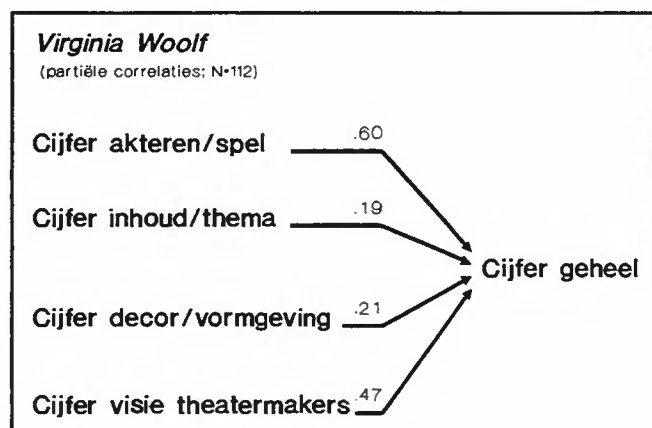 Virginia Woolf
(partiële correlaties; N=112)
Cijfer akteren/spel .60
Cijfer inhoud/thema .19
Cijfer geheel
Cijfer decor/vormgeving .21
Cijfer visie theatermakers .47